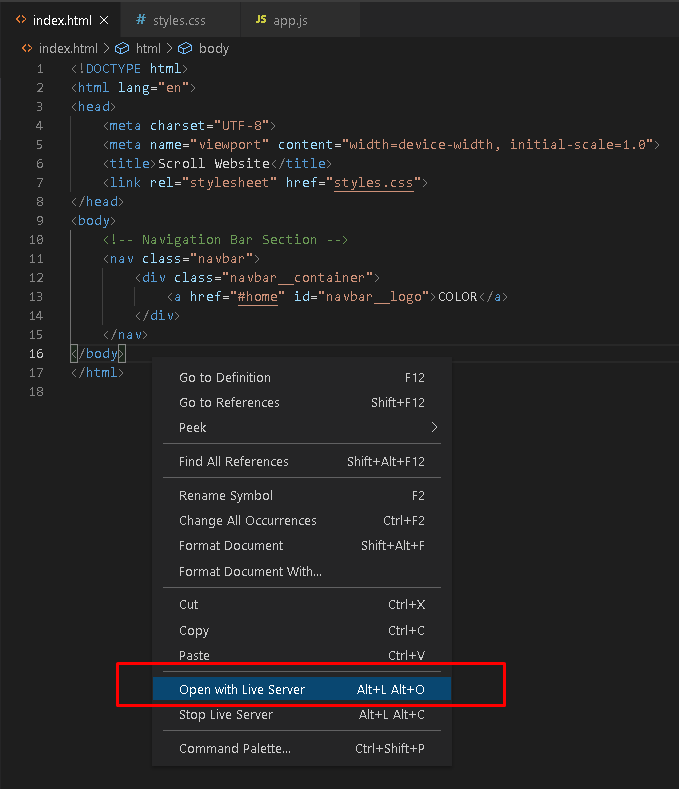 index.html styles.css app.js
index.html html body
1 <!DOCTYPE html>
2 <html lang="en">
3 <head>
4 <meta charset="UTF-8">
5 <meta name="viewport" content="width=device-width, initial-scale=1.0">
6 <title>Scroll Website</title>
7 <link rel="stylesheet" href="styles.css">
8 </head>
9 <body>
10 <!-- Navigation Bar Section -->
11 <nav class="navbar">
12 <div class="navbar__container">
13 <a href="#home" id="navbar__logo">COLOR</a>
14 </div>
15 </nav>
16 </body>
17 </html>
18
Go to Definition F12
Go to References Shift+F12
Peek
Find All References Shift+Alt+F12
Rename Symbol F2
Change All Occurrences Ctrl+F2
Format Document Shift+Alt+F
Format Document With...
Cut Ctrl+X
Copy Ctrl+C
Paste Ctrl+V
Open with Live Server Alt+L Alt+O
Stop Live Server Alt+L Alt+C
Command Palette... Ctrl+Shift+P